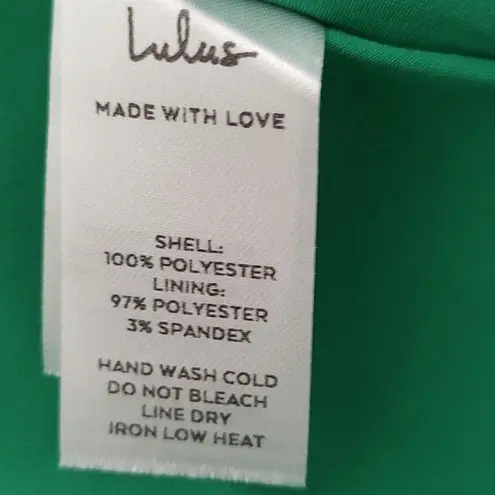 Lulus
MADE WITH LOVE
SHELL:
100% POLYESTER
LINING:
97% POLYESTER
3% SPANDEX
HAND WASH COLD
DO NOT BLEACH
LINE DRY
IRON LOW HEAT